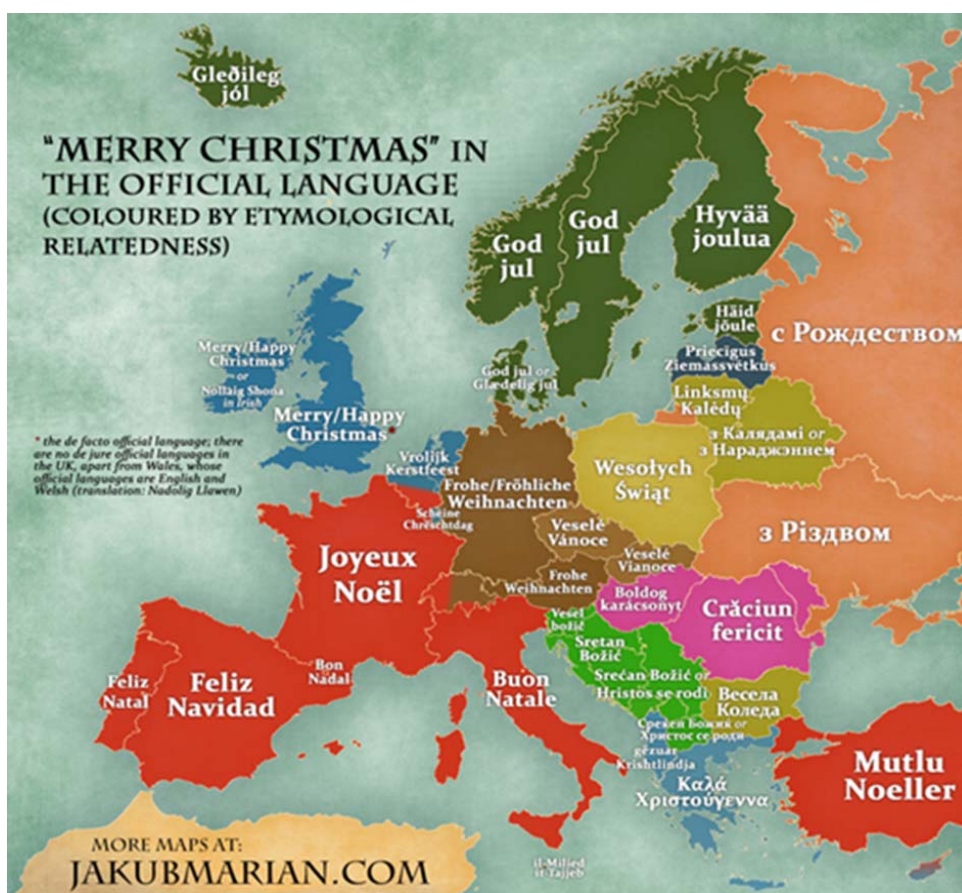 Gleðileg
jól
"MERRY CHRISTMAS" IN
THE OFFICIAL LANGUAGE
(COLOURED BY ETYMOLOGICAL
RELATEDNESS)
God
jul
God
jul
Hyvää
joulua
Häid
jõule
с Рождеством
Priecīgus
Ziemassvētkus
God jul or
Glædelig jul
Merry/Happy
Christmas
or
Nollaig Shona
in Irish
Merry/Happy
Christmas*
* the de facto official language; there
are no de jure official languages in
the UK, apart from Wales, whose
official languages are English and
Welsh (translation: Nadolig Llawen)
Linksmų
Kalėdų
з Калядамі or
з Нараджэннем
Vrolijk
Kerstfeest
Frohe/Fröhliche
Weihnachten
Wesołych
Świąt
Schéine
Chrëschtdag
Veselé
Vánoce
з Різдвом
Veselé
Vianoce
Joyeux
Noël
Frohe
Weihnachten
Boldog
karácsonyt
Crăciun
fericit
Vesel
božič
Sretan
Božić
Srećan Božić or
Hristos se rodi
Feliz
Natal
Feliz
Navidad
Bon
Nadal
Buon
Natale
Весела
Коледа
Среќен Божиќ or
Христос се роди
gëzuar
Krishtlindja
Καλά
Χριστούγεννα
Mutlu
Noeller
il-Milied
it-Tajjeb
MORE MAPS AT:
JAKUBMARIAN.COM